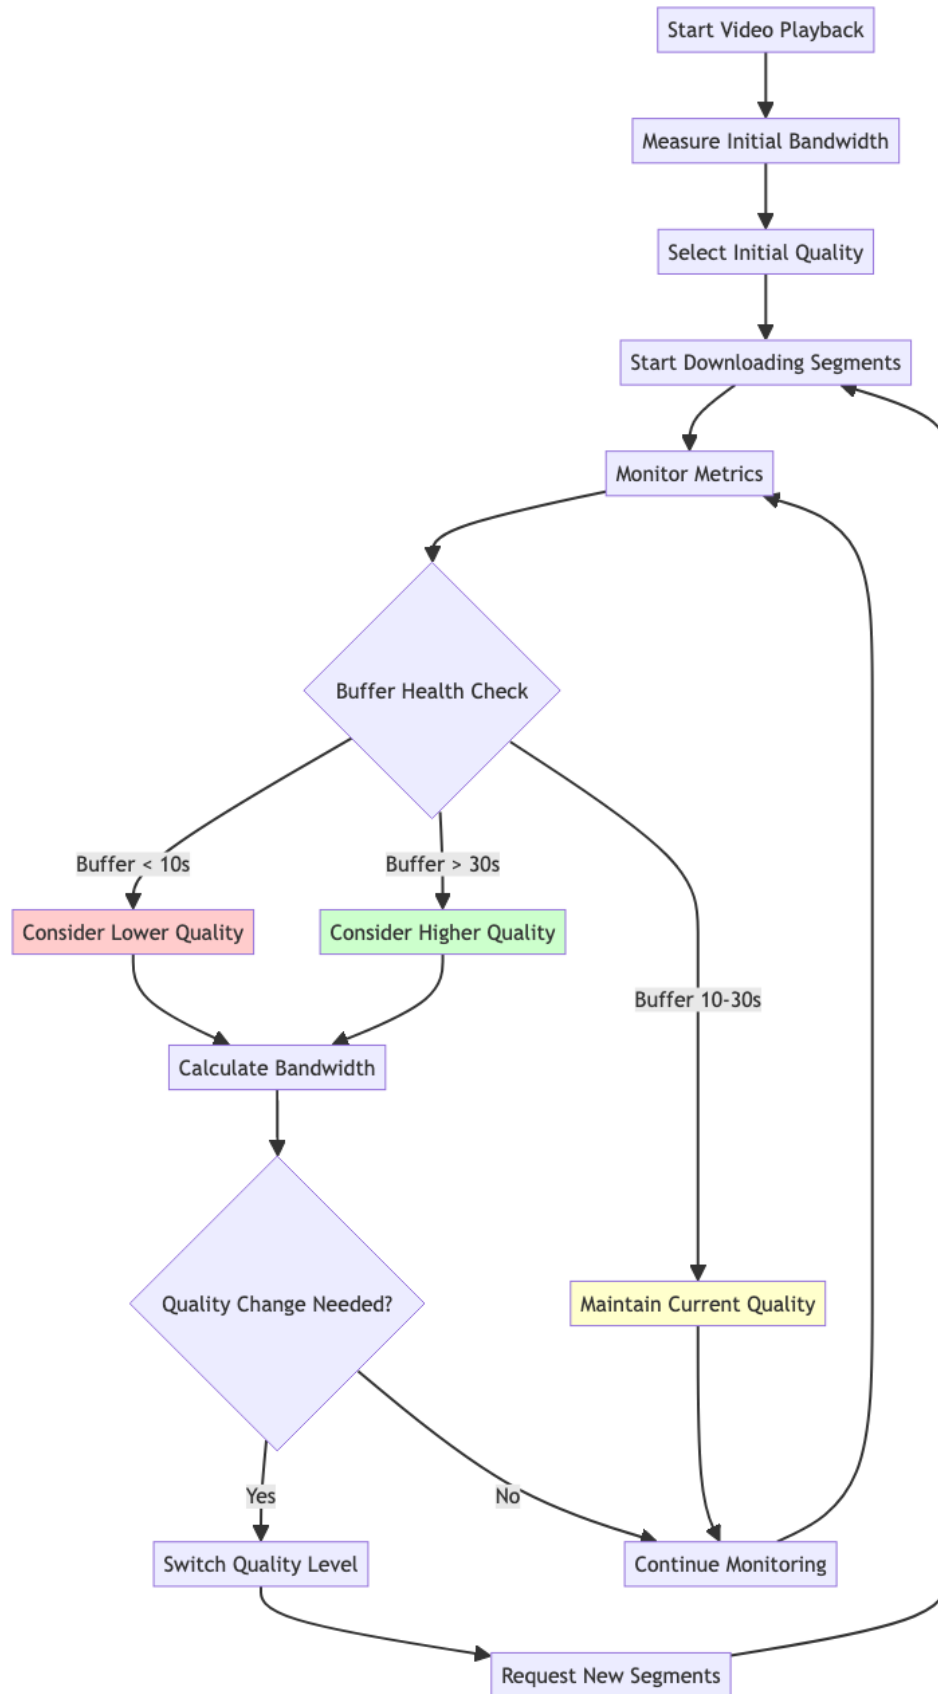 Start Video Playback
Measure Initial Bandwidth
Select Initial Quality
Start Downloading Segments
Monitor Metrics
Buffer Health Check
Buffer < 10s
Buffer > 30s
Consider Lower Quality
Consider Higher Quality
Buffer 10-30s
Calculate Bandwidth
Quality Change Needed?
Maintain Current Quality
Yes
No
Switch Quality Level
Continue Monitoring
Request New Segments